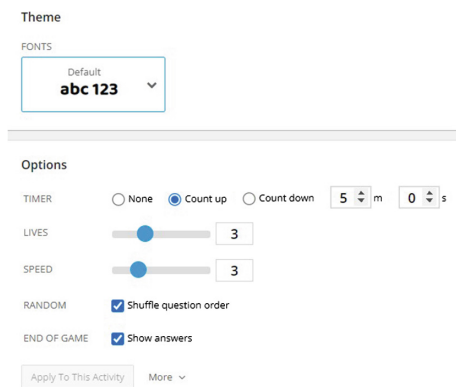 Theme
FONTS
Default
abc 123
Options
TIMER None Count up Count down 5 m 0 s
LIVES 3
SPEED 3
RANDOM Shuffle question order
END OF GAME Show answers
Apply To This Activity More